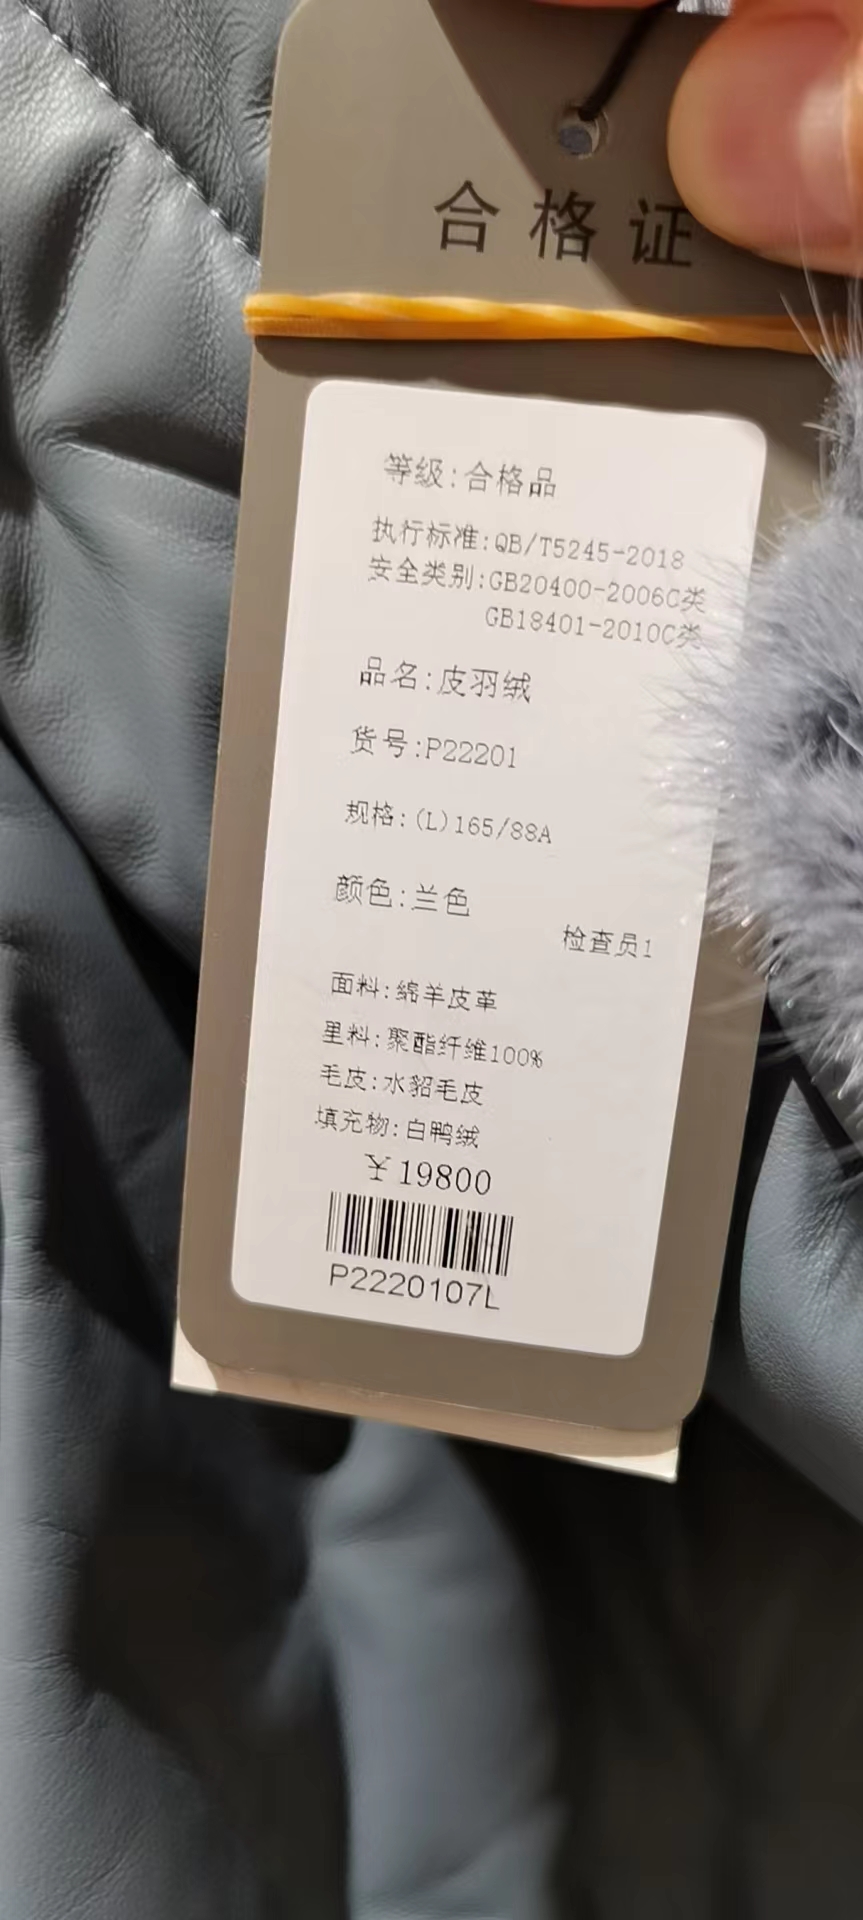 合格证
等级:合格品
执行标准:QB/T5245-2018
安全类别:GB20400-2006C类
GB18401-2010C类
品名:皮羽绒
货号:P22201
规格:(L)165/88A
颜色:兰色
检查员1
面料:绵羊皮革
里料:聚酯纤维100%
毛皮:水貂毛皮
填充物:白鸭绒
¥19800
P2220107L